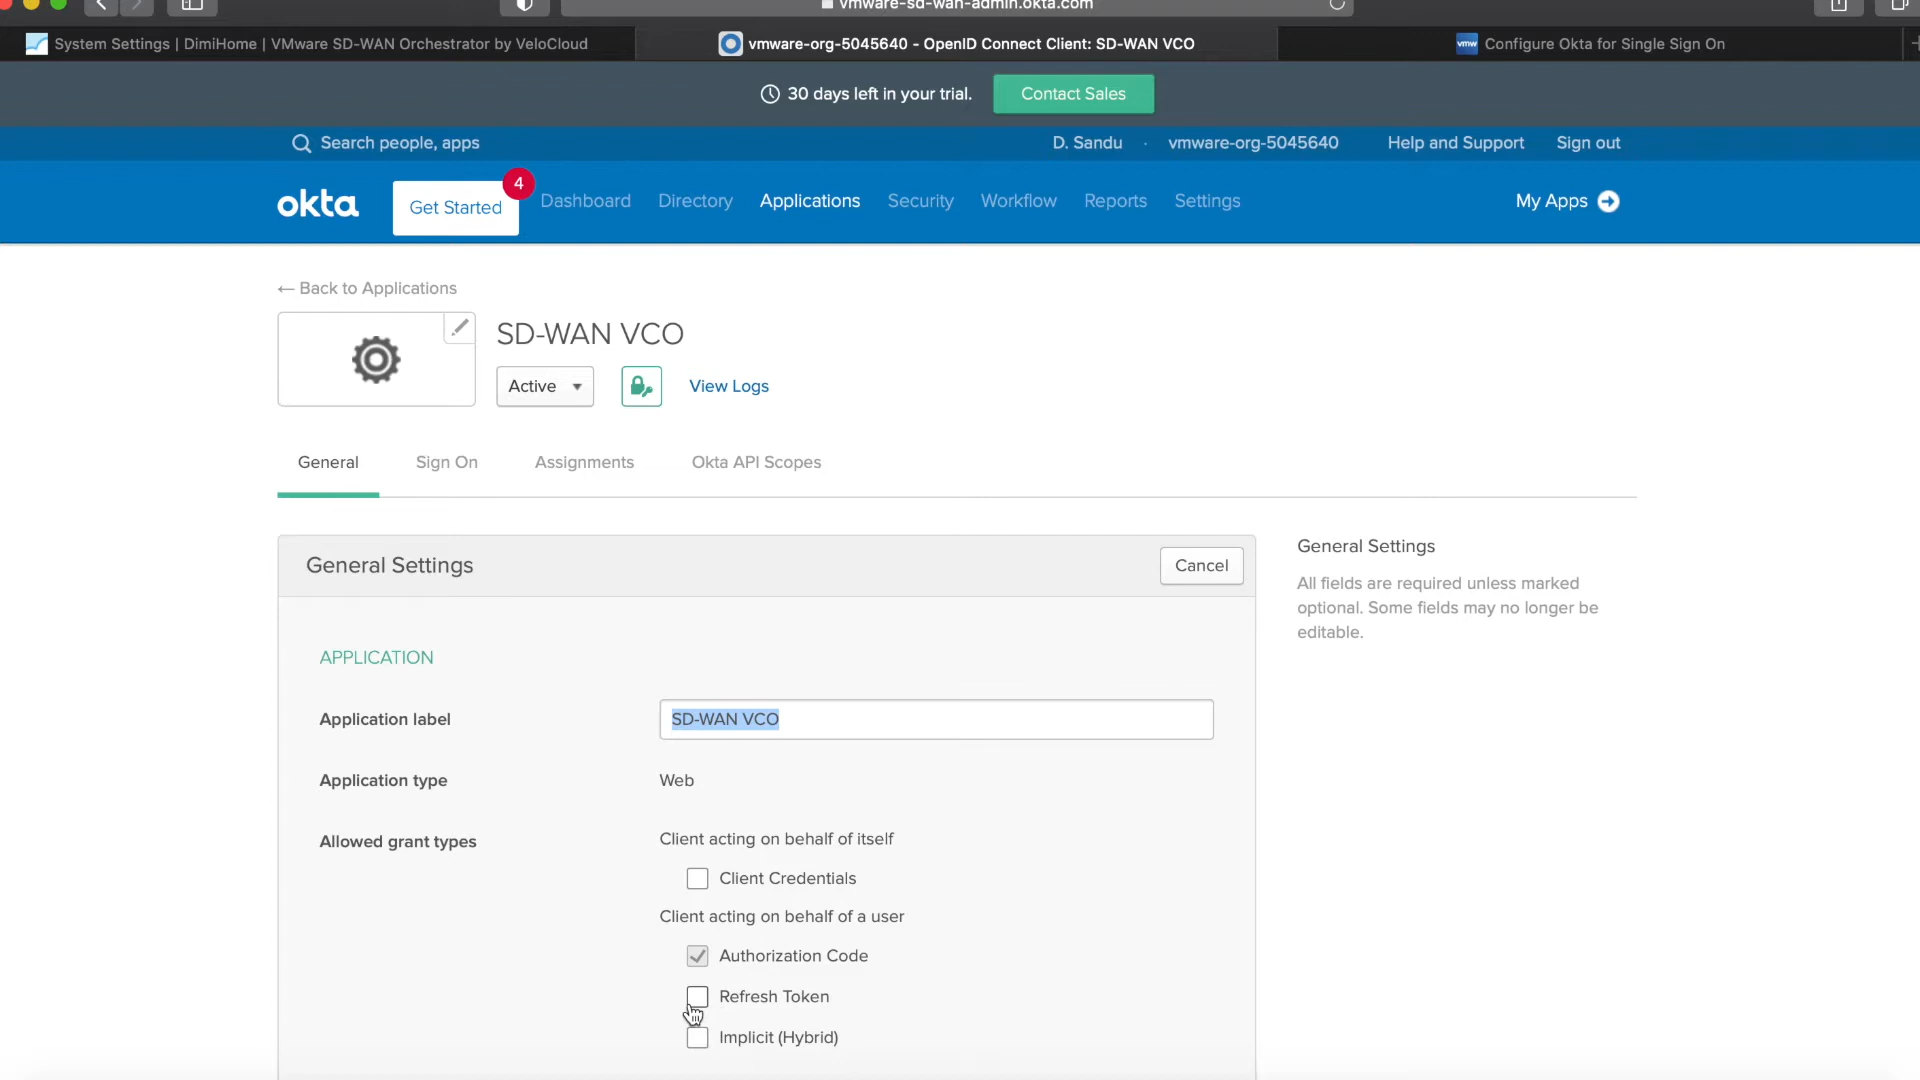 vmware-sd-wan-admin.okta.com
System Settings | DimiHome | VMware SD-WAN Orchestrator by VeloCloud
vmware-org-5045640 - OpenID Connect Client: SD-WAN VCO
vmw
Configure Okta for Single Sign On
30 days left in your trial.
Contact Sales
Search people, apps
D. Sandu · vmware-org-5045640
Help and Support
Sign out
okta
Get Started
4
Dashboard
Directory
Applications
Security
Workflow
Reports
Settings
My Apps
← Back to Applications
SD-WAN VCO
Active
View Logs
General
Sign On
Assignments
Okta API Scopes
General Settings
Cancel
APPLICATION
Application label
SD-WAN VCO
Application type
Web
Allowed grant types
Client acting on behalf of itself
Client Credentials
Client acting on behalf of a user
Authorization Code
Refresh Token
Implicit (Hybrid)
General Settings
All fields are required unless marked
optional. Some fields may no longer be
editable.